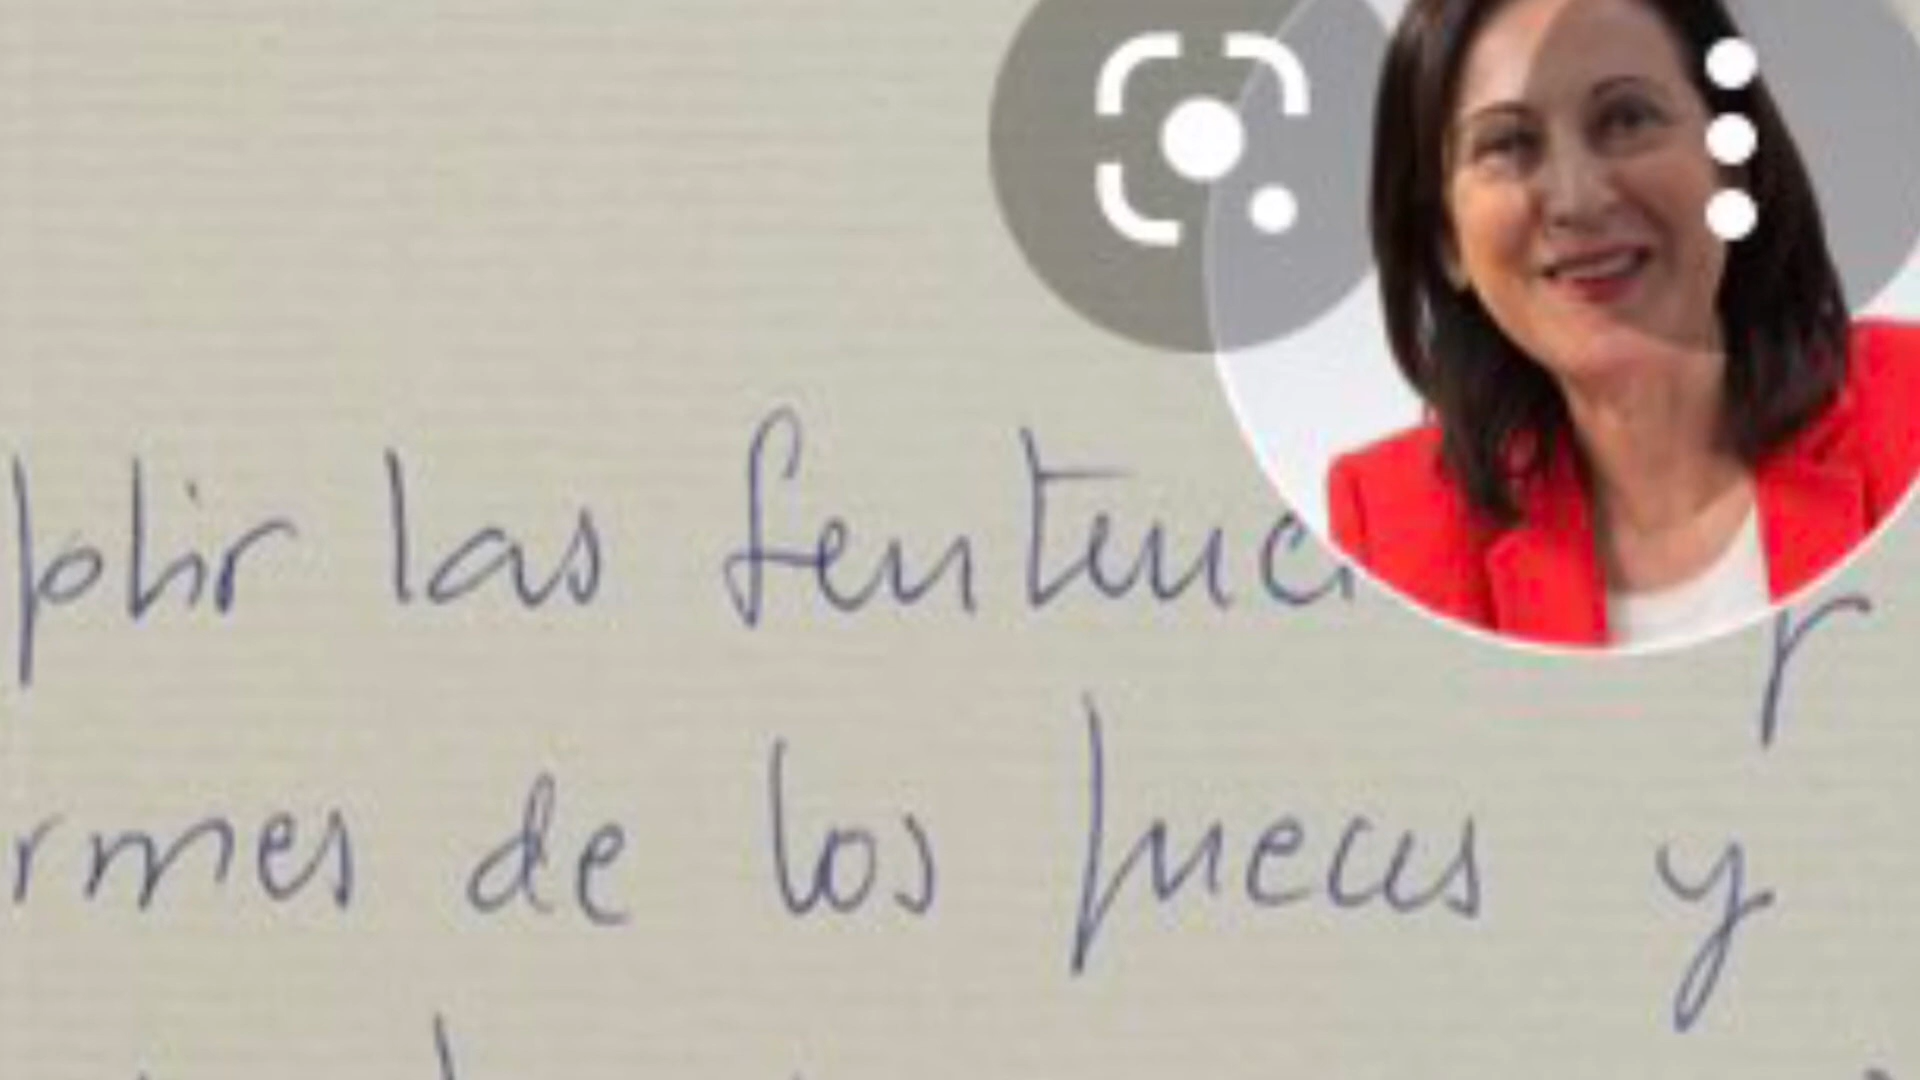 plir las sentenci
r
rmes de los jueces y